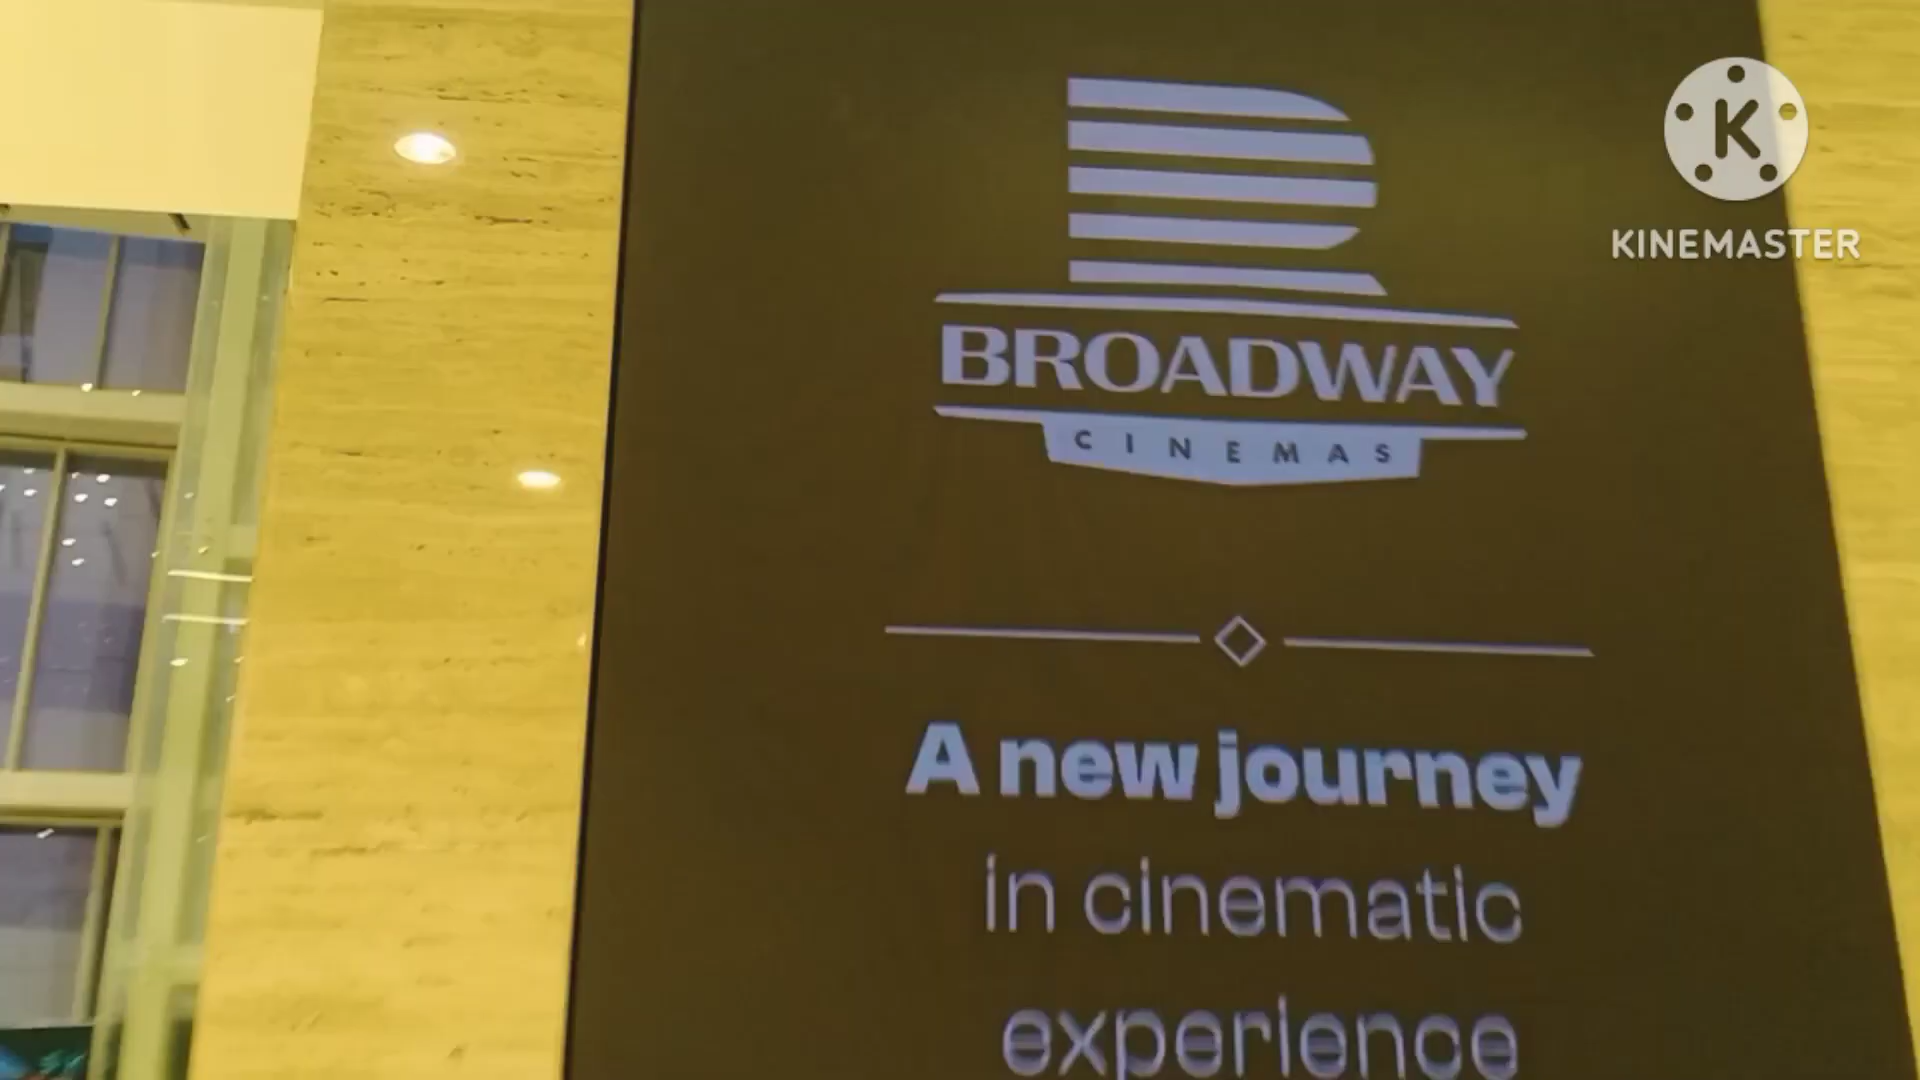 K
KINEMASTER
BROADWAY
CINEMAS
A new journey
in cinematic
experience